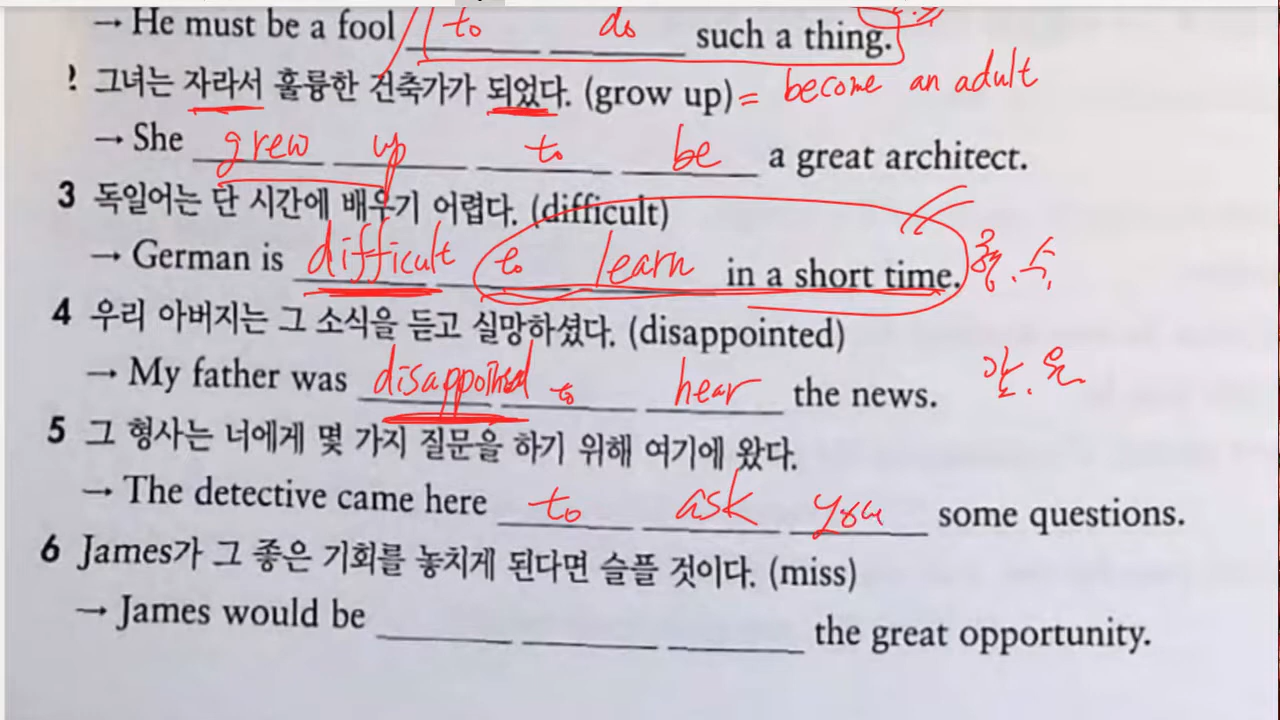 → He must be a fool to do such a thing.
! 그녀는 자라서 훌륭한 건축가가 되었다. (grow up) = become an adult
→ She grew up to be a great architect.
3 독일어는 단 시간에 배우기 어렵다. (difficult)
→ German is difficult to learn in a short time.
4 우리 아버지는 그 소식을 듣고 실망하셨다. (disappointed)
→ My father was disappointed to hear the news.
5 그 형사는 너에게 몇 가지 질문을 하기 위해 여기에 왔다.
→ The detective came here to ask you some questions.
6 James가 그 좋은 기회를 놓치게 된다면 슬플 것이다. (miss)
→ James would be ___ ___ ___ the great opportunity.